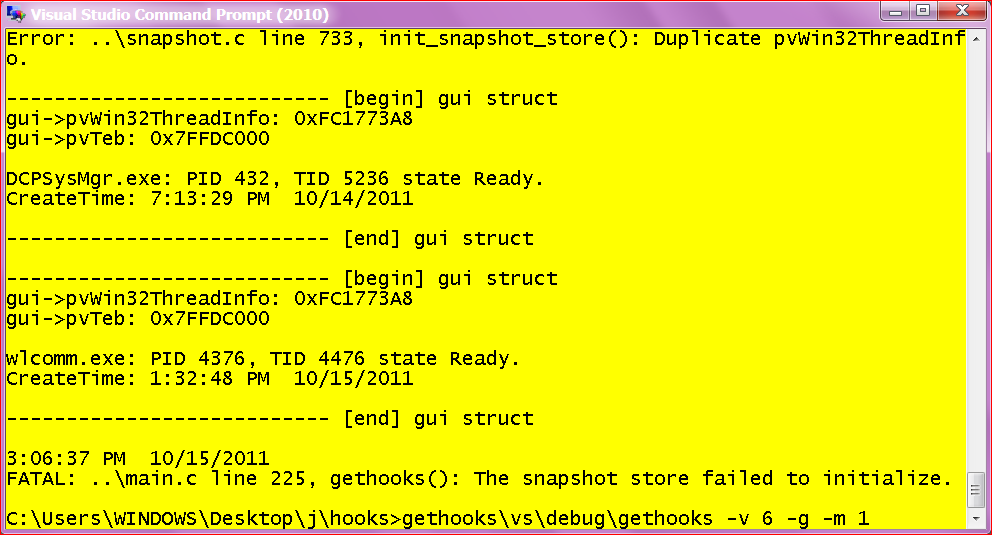 Visual Studio Command Prompt (2010)
Error: ..\snapshot.c line 733, init_snapshot_store(): Duplicate pvWin32ThreadInf
o.
--------------------------- [begin] gui struct
gui->pvWin32ThreadInfo: 0xFC1773A8
gui->pvTeb: 0x7FFDC000
DCPSysMgr.exe: PID 432, TID 5236 state Ready.
CreateTime: 7:13:29 PM  10/14/2011
--------------------------- [end] gui struct
--------------------------- [begin] gui struct
gui->pvWin32ThreadInfo: 0xFC1773A8
gui->pvTeb: 0x7FFDC000
wlcomm.exe: PID 4376, TID 4476 state Ready.
CreateTime: 1:32:48 PM  10/15/2011
--------------------------- [end] gui struct
3:06:37 PM  10/15/2011
FATAL: ..\main.c line 225, gethooks(): The snapshot store failed to initialize.
C:\Users\WINDOWS\Desktop\j\hooks>gethooks\vs\debug\gethooks -v 6 -g -m 1